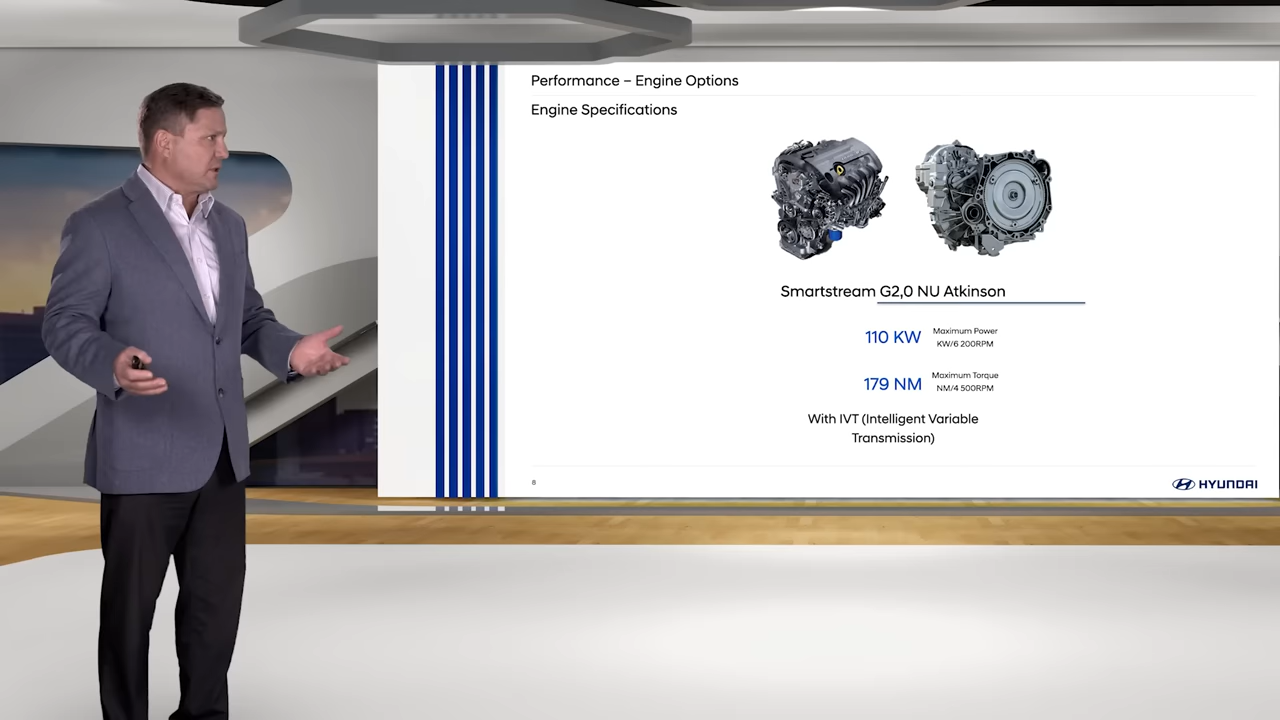 Performance – Engine Options
Engine Specifications
Smartstream G2,0 NU Atkinson
110 KW
Maximum Power
KW/6 200RPM
179 NM
Maximum Torque
NM/4 500RPM
With IVT (Intelligent Variable
Transmission)
8
HYUNDAI